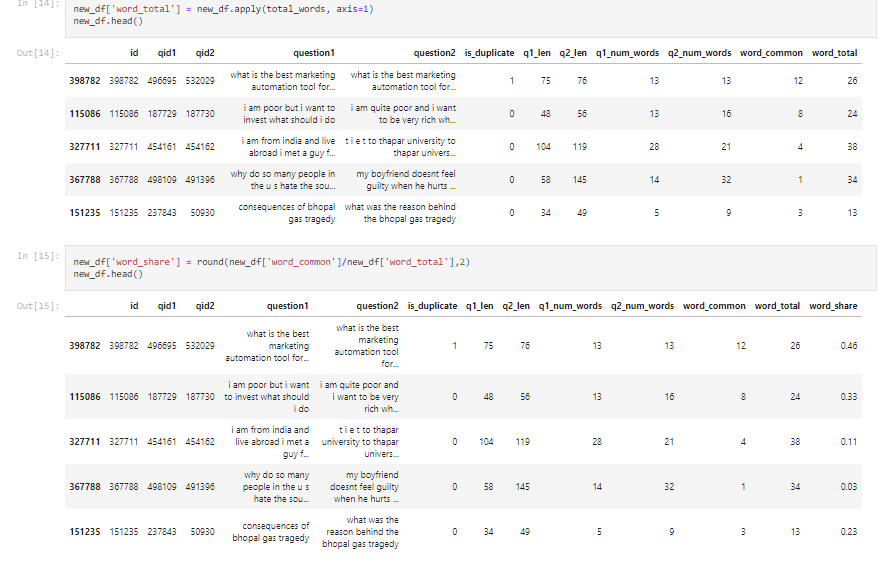 In [14]:
new_df['word_total'] = new_df.apply(total_words, axis=1)
new_df.head()
Out[14]:
id qid1 qid2 question1 question2 is_duplicate q1_len q2_len q1_num_words q2_num_words word_common word_total
398782 398782 496695 532029 what is the best marketing automation tool for... what is the best marketing automation tool for... 1 75 76 13 13 12 26
115086 115086 187729 187730 i am poor but i want to invest what should i do i am quite poor and i want to be very rich wh... 0 48 56 13 16 8 24
327711 327711 454161 454162 i am from india and live abroad i met a guy f... t i e t to thapar university to thapar univers... 0 104 119 28 21 4 38
367788 367788 498109 491396 why do so many people in the u s hate the sou... my boyfriend doesnt feel guilty when he hurts ... 0 58 145 14 32 1 34
151235 151235 237843 50930 consequences of bhopal gas tragedy what was the reason behind the bhopal gas tragedy 0 34 49 5 9 3 13
In [15]:
new_df['word_share'] = round(new_df['word_common']/new_df['word_total'],2)
new_df.head()
Out[15]:
id qid1 qid2 question1 question2 is_duplicate q1_len q2_len q1_num_words q2_num_words word_common word_total word_share
398782 398782 496695 532029 what is the best marketing automation tool for... what is the best marketing automation tool for... 1 75 76 13 13 12 26 0.46
115086 115086 187729 187730 i am poor but i want to invest what should i do i am quite poor and i want to be very rich wh... 0 48 56 13 16 8 24 0.33
327711 327711 454161 454162 i am from india and live abroad i met a guy f... t i e t to thapar university to thapar univers... 0 104 119 28 21 4 38 0.11
367788 367788 498109 491396 why do so many people in the u s hate the sou... my boyfriend doesnt feel guilty when he hurts ... 0 58 145 14 32 1 34 0.03
151235 151235 237843 50930 consequences of bhopal gas tragedy what was the reason behind the bhopal gas tragedy 0 34 49 5 9 3 13 0.23